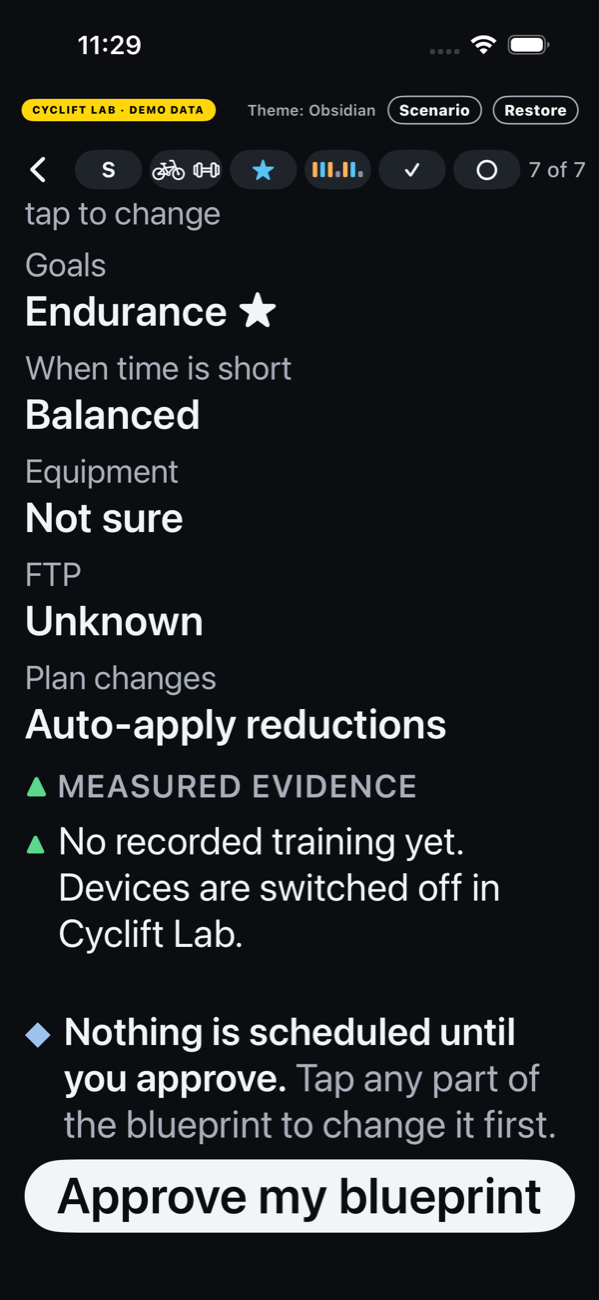 11:29
CYCLIFT LAB · DEMO DATA
Theme: Obsidian
Scenario
Restore
S
7 of 7
tap to change
Goals
Endurance ★
When time is short
Balanced
Equipment
Not sure
FTP
Unknown
Plan changes
Auto-apply reductions
MEASURED EVIDENCE
No recorded training yet.
Devices are switched off in
Cyclift Lab.
Nothing is scheduled until
you approve. Tap any part of
the blueprint to change it first.
Approve my blueprint